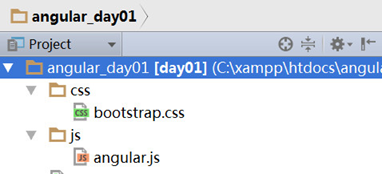 angular_day01
Project
angular_day01 [day01] (C:\xampp\htdocs\angula
css
bootstrap.css
js
angular.js